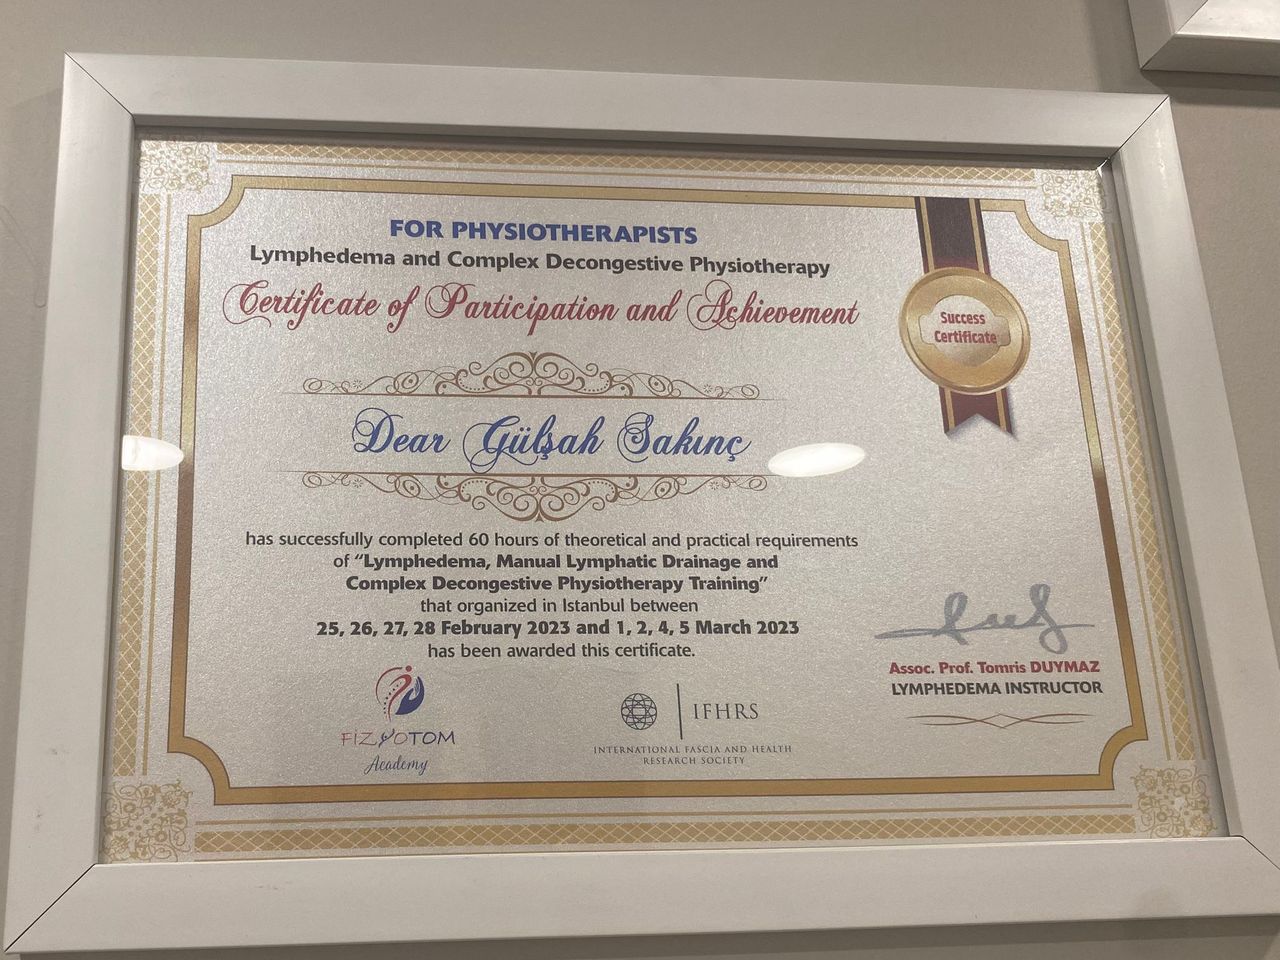 FOR PHYSIOTHERAPISTS
Lymphedema and Complex Decongestive Physiotherapy
Certificate of Participation and Achievement
Success
Certificate
Dear Gülşah Sakınç
has successfully completed 60 hours of theoretical and practical requirements
of “Lymphedema, Manual Lymphatic Drainage and
Complex Decongestive Physiotherapy Training”
that organized in Istanbul between
25, 26, 27, 28 February 2023 and 1, 2, 4, 5 March 2023
has been awarded this certificate.
Assoc. Prof. Tomris DUYMAZ
LYMPHEDEMA INSTRUCTOR
FİZYOTOM
Academy
IFHRS
INTERNATIONAL FASCIA AND HEALTH
RESEARCH SOCIETY